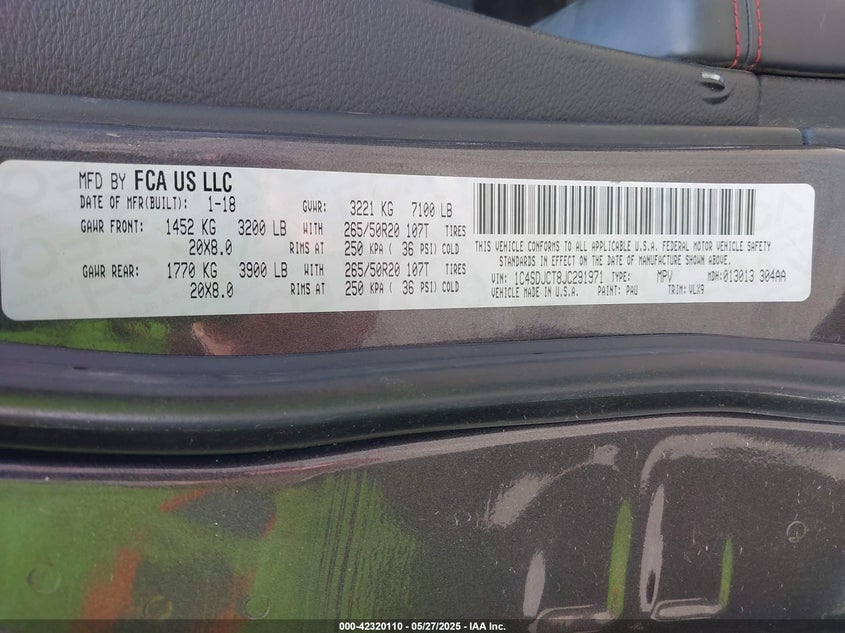 MFD BY FCA US LLC
DATE OF MFR(BUILT): 1-18 GVWR: 3221 KG 7100 LB
GAWR FRONT: 1452 KG 3200 LB WITH 265/50R20 107T TIRES
20X8.0 RIMS AT 250 KPA ( 36 PSI) COLD
GAWR REAR: 1770 KG 3900 LB WITH 265/50R20 107T TIRES
20X8.0 RIMS AT 250 KPA ( 36 PSI) COLD
THIS VEHICLE CONFORMS TO ALL APPLICABLE U.S.A. FEDERAL MOTOR VEHICLE SAFETY
STANDARDS IN EFFECT ON THE DATE OF MANUFACTURE SHOWN ABOVE.
VIN: 1C4SDJCT8JC291971 TYPE: MPV MDH: 013013 304AA
VEHICLE MADE IN U.S.A. PAINT: PAU TRIM: VLX9
000-42320110 - 05/27/2025 - IAA Inc.